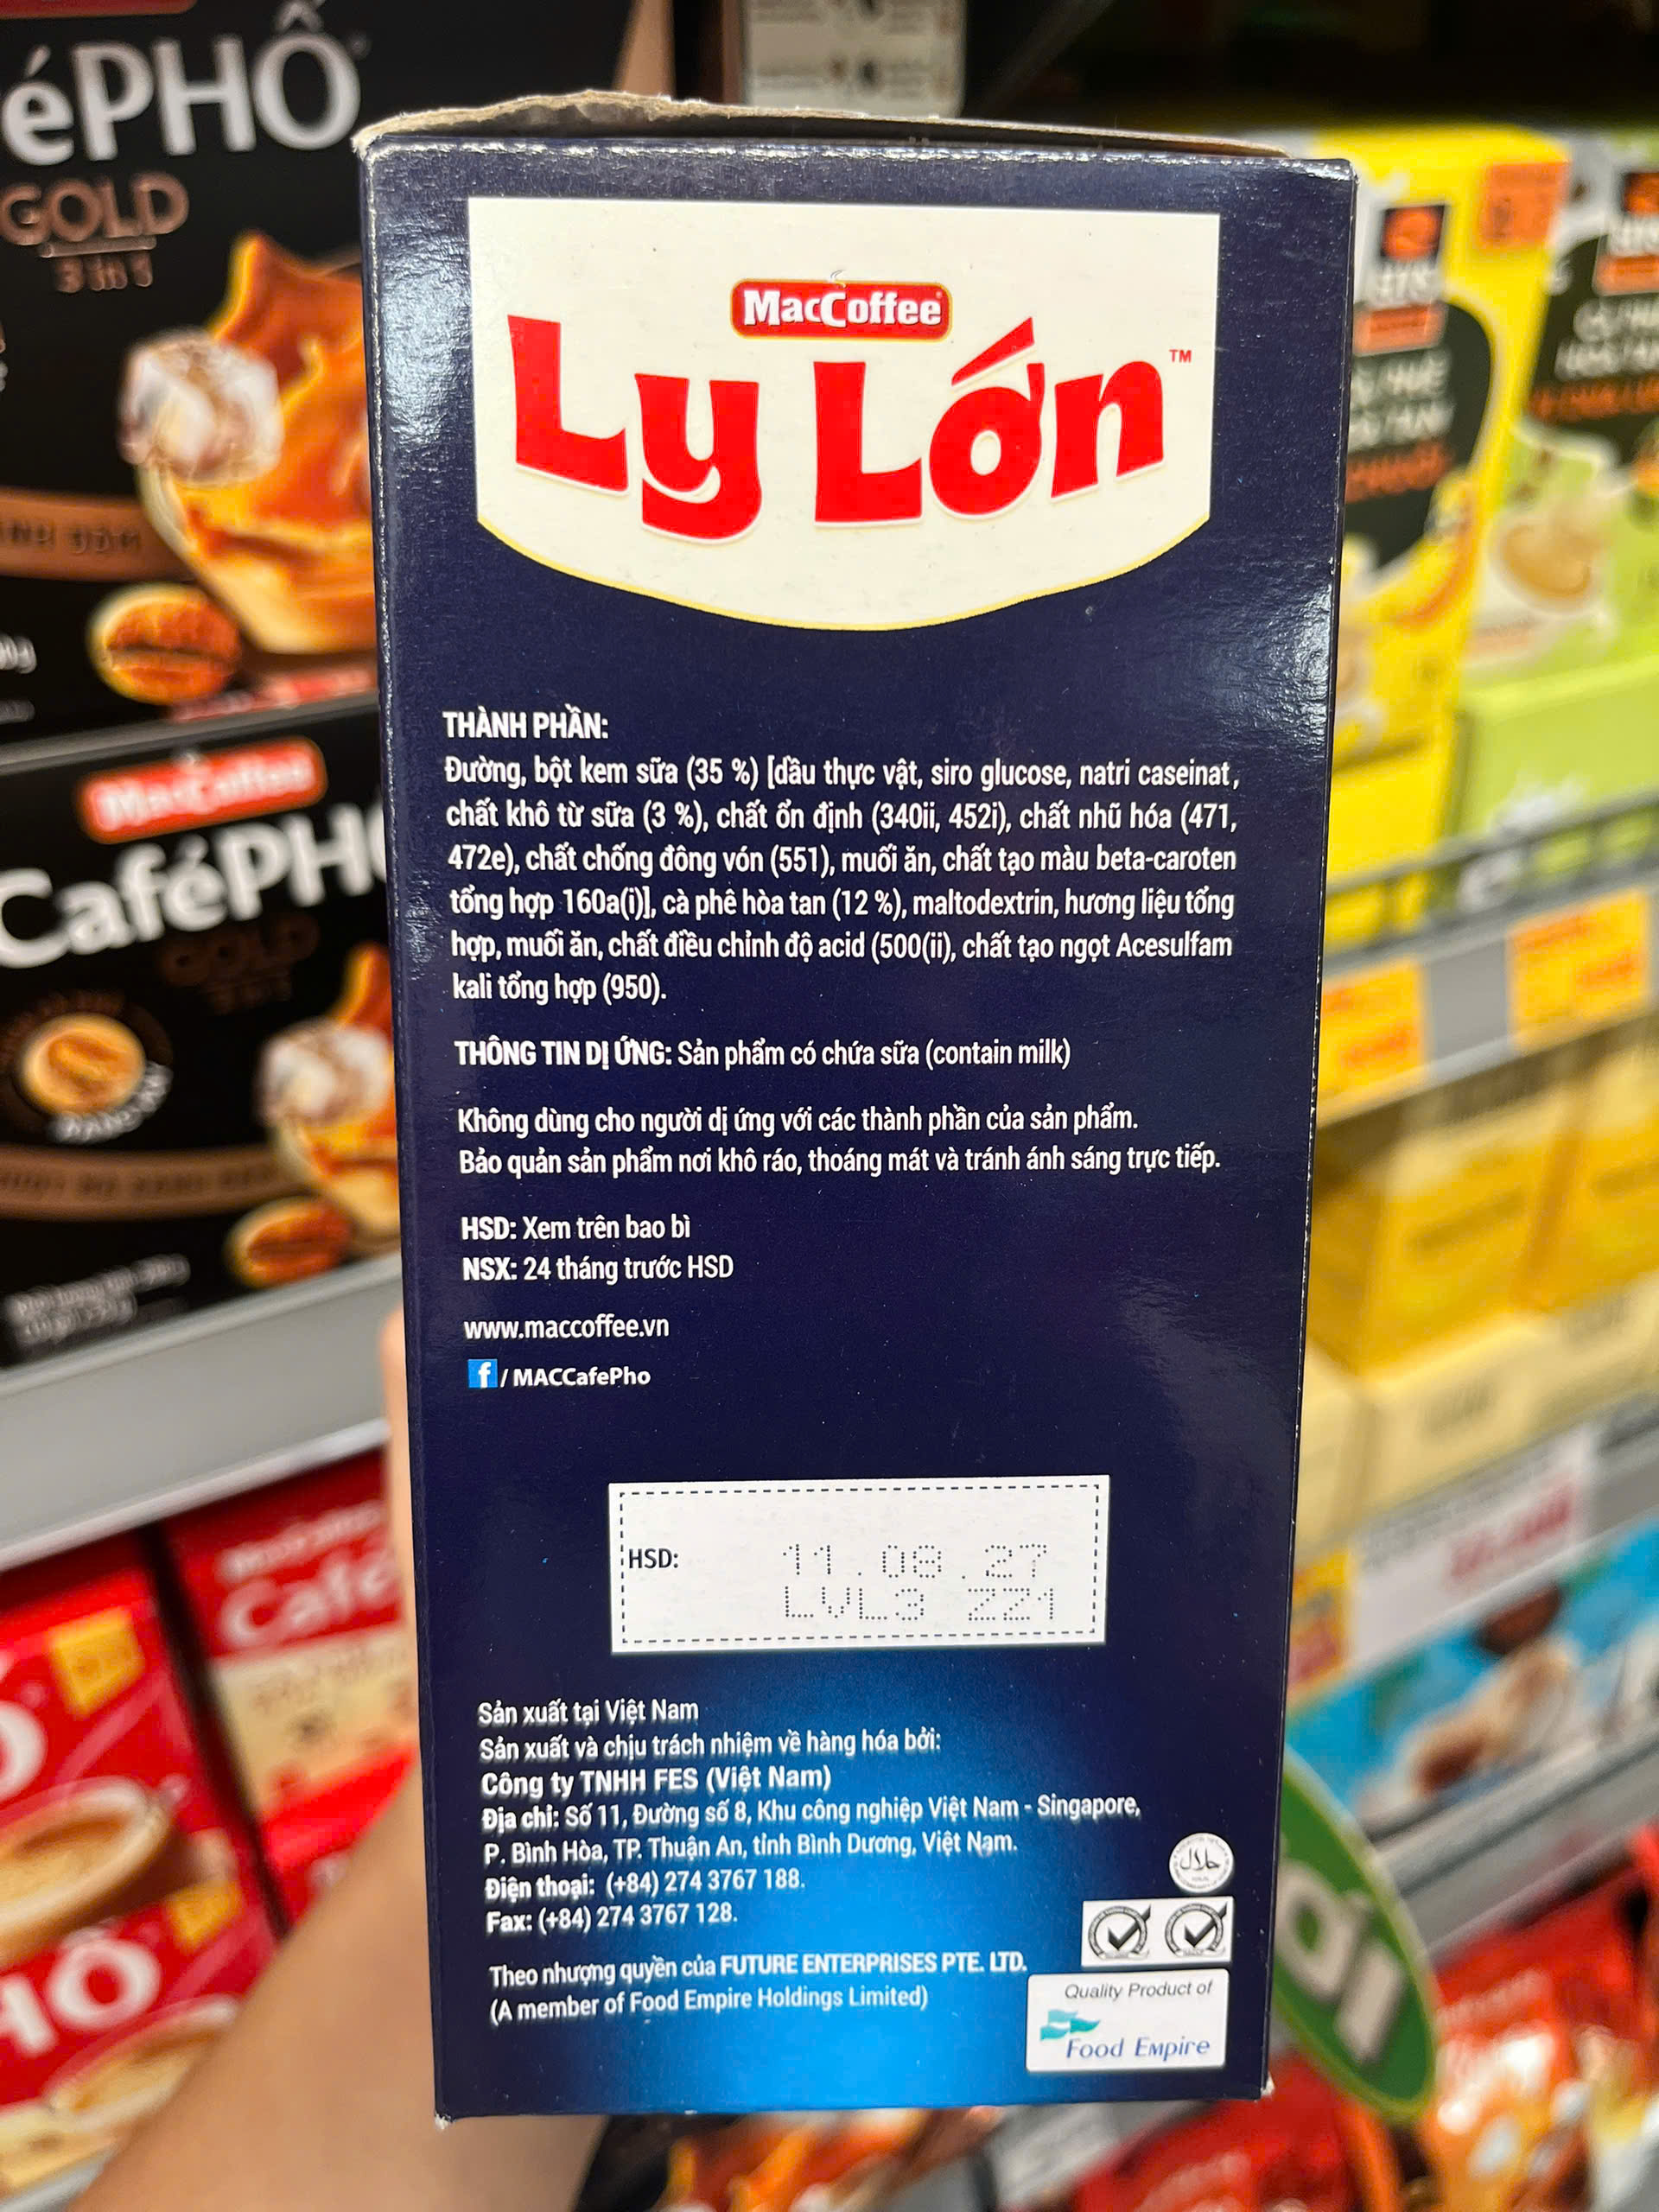 éPHỐ
GOLD
3 in 1
MacCoffee
CaféPHỐ
GOLD
MacCoffee
Ly Lớn™
THÀNH PHẦN:
Đường, bột kem sữa (35 %) [dầu thực vật, siro glucose, natri caseinat,
chất khô từ sữa (3 %), chất ổn định (340ii, 452i), chất nhũ hóa (471,
472e), chất chống đông vón (551), muối ăn, chất tạo màu beta-caroten
tổng hợp 160a(i)], cà phê hòa tan (12 %), maltodextrin, hương liệu tổng
hợp, muối ăn, chất điều chỉnh độ acid (500(ii), chất tạo ngọt Acesulfam
kali tổng hợp (950).
THÔNG TIN DỊ ỨNG: Sản phẩm có chứa sữa (contain milk)
Không dùng cho người dị ứng với các thành phần của sản phẩm.
Bảo quản sản phẩm nơi khô ráo, thoáng mát và tránh ánh sáng trực tiếp.
HSD: Xem trên bao bì
NSX: 24 tháng trước HSD
www.maccoffee.vn
f / MACCafePho
HSD: 11.08.27
LVL3 ZZ1
Sản xuất tại Việt Nam
Sản xuất và chịu trách nhiệm về hàng hóa bởi:
Công ty TNHH FES (Việt Nam)
Địa chỉ: Số 11, Đường số 8, Khu công nghiệp Việt Nam - Singapore,
P. Bình Hòa, TP. Thuận An, tỉnh Bình Dương, Việt Nam.
Điện thoại: (+84) 274 3767 188.
Fax: (+84) 274 3767 128.
Theo nhượng quyền của FUTURE ENTERPRISES PTE. LTD.
(A member of Food Empire Holdings Limited)
حلال
Quality Product of
Food Empire